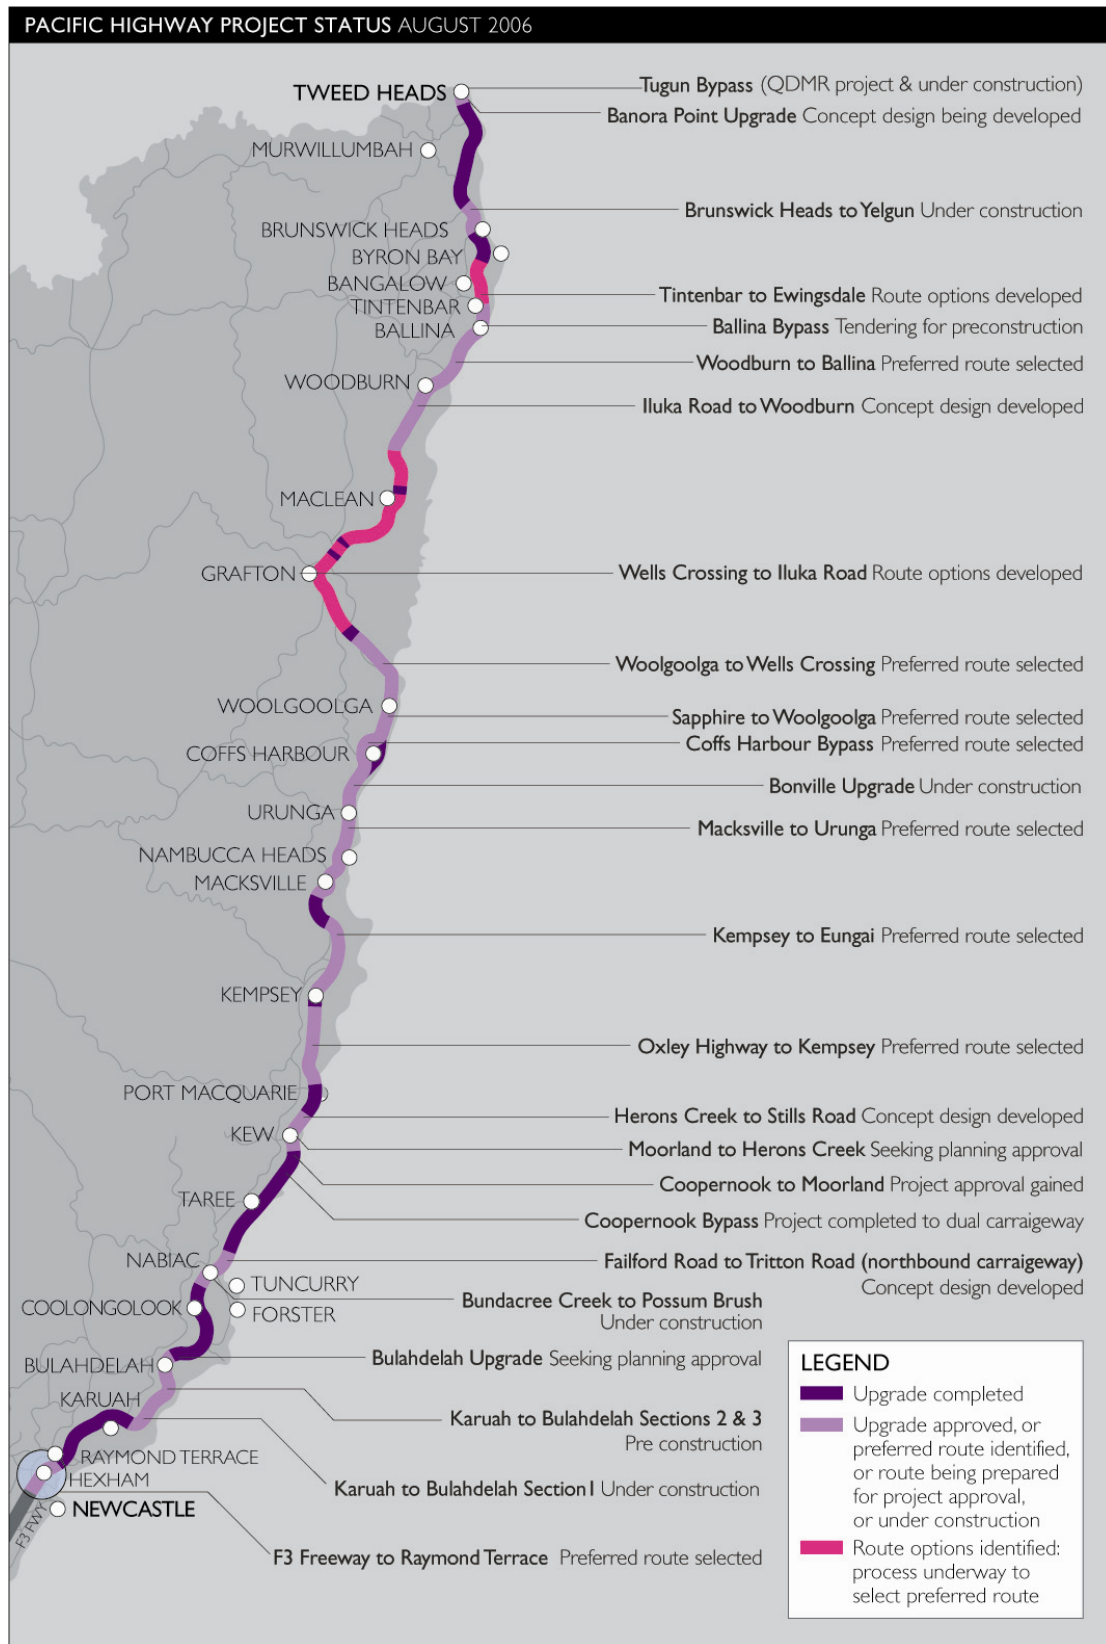 PACIFIC HIGHWAY PROJECT STATUS AUGUST 2006
TWEED HEADS
Tugun Bypass (QDMR project & under construction)
Banora Point Upgrade Concept design being developed
MURWILLUMBAH
Brunswick Heads to Yelgun Under construction
BRUNSWICK HEADS
BYRON BAY
BANGALOW
Tintenbar to Ewingsdale Route options developed
TINTENBAR
Ballina Bypass Tendering for preconstruction
BALLINA
Woodburn to Ballina Preferred route selected
WOODBURN
Iluka Road to Woodburn Concept design developed
MACLEAN
GRAFTON
Wells Crossing to Iluka Road Route options developed
Woolgoolga to Wells Crossing Preferred route selected
WOOLGOOLGA
Sapphire to Woolgoolga Preferred route selected
Coffs Harbour Bypass Preferred route selected
COFFS HARBOUR
Bonville Upgrade Under construction
URUNGA
Macksville to Urunga Preferred route selected
NAMBUCCA HEADS
MACKSVILLE
Kempsey to Eungai Preferred route selected
KEMPSEY
Oxley Highway to Kempsey Preferred route selected
PORT MACQUARIE
Herons Creek to Stills Road Concept design developed
KEW
Moorland to Herons Creek Seeking planning approval
Coopernook to Moorland Project approval gained
TAREE
Coopernook Bypass Project completed to dual carraigeway
NABIAC
Failford Road to Tritton Road (northbound carraigeway)
Concept design developed
TUNCURRY
COOLONGOLOOK
FORSTER
Bundacree Creek to Possum Brush
Under construction
BULAHDELAH
Bulahdelah Upgrade Seeking planning approval
KARUAH
Karuah to Bulahdelah Sections 2 & 3
Pre construction
RAYMOND TERRACE
HEXHAM
Karuah to Bulahdelah Section1 Under construction
F3 FWY
NEWCASTLE
F3 Freeway to Raymond Terrace Preferred route selected
LEGEND
Upgrade completed
Upgrade approved, or
preferred route identified,
or route being prepared
for project approval,
or under construction
Route options identified:
process underway to
select preferred route